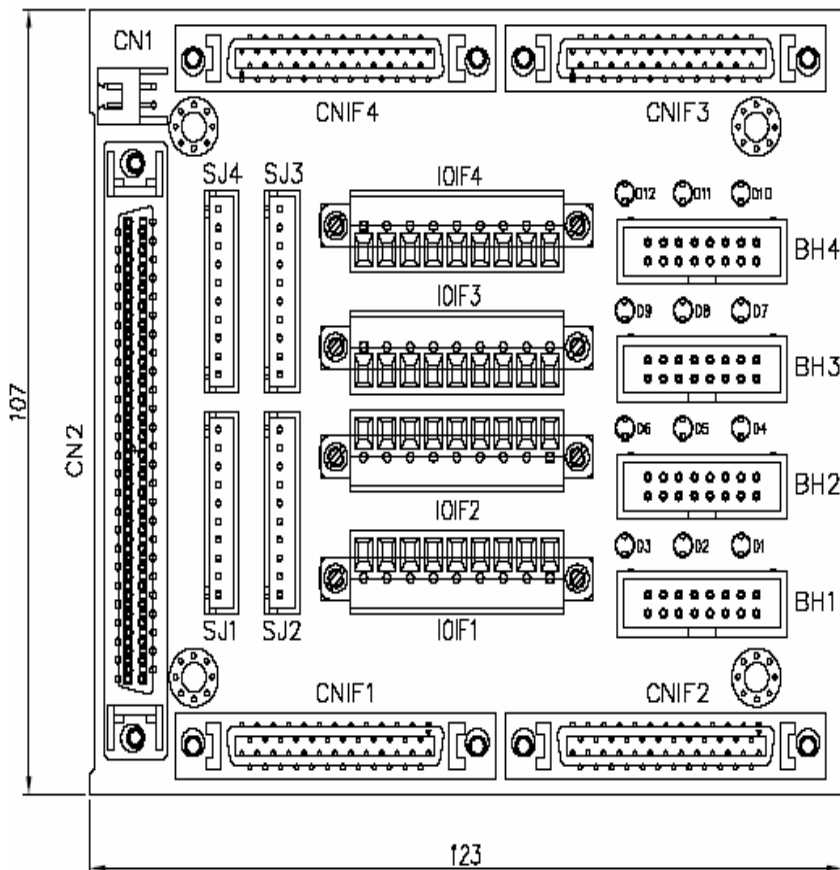 CN1
CNIF4 CNIF3
SJ4 SJ3 IOIF4
D12 D11 D10
BH4
IOIF3
D9 D8 D7
BH3
107
CN2
D6 D5 D4
BH2
IOIF2
D3 D2 D1
BH1
SJ1 SJ2 IOIF1
CNIF1 CNIF2
123